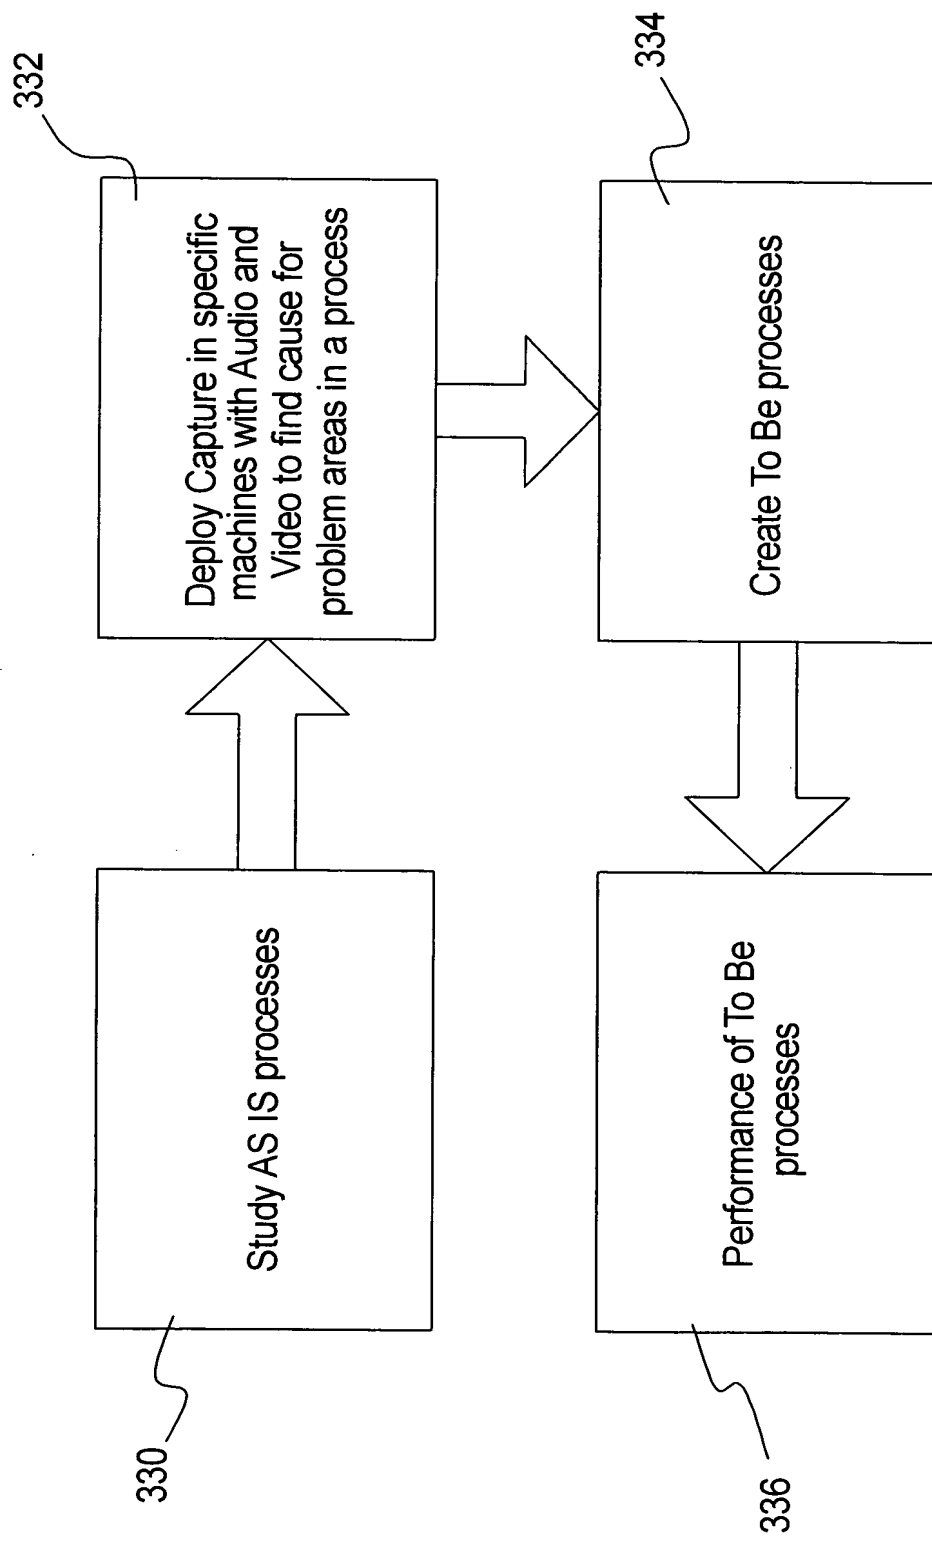 330
Study AS IS processes
332
Deploy Capture in specific
machines with Audio and
Video to find cause for
problem areas in a process
334
Create To Be processes
336
Performance of To Be
processes